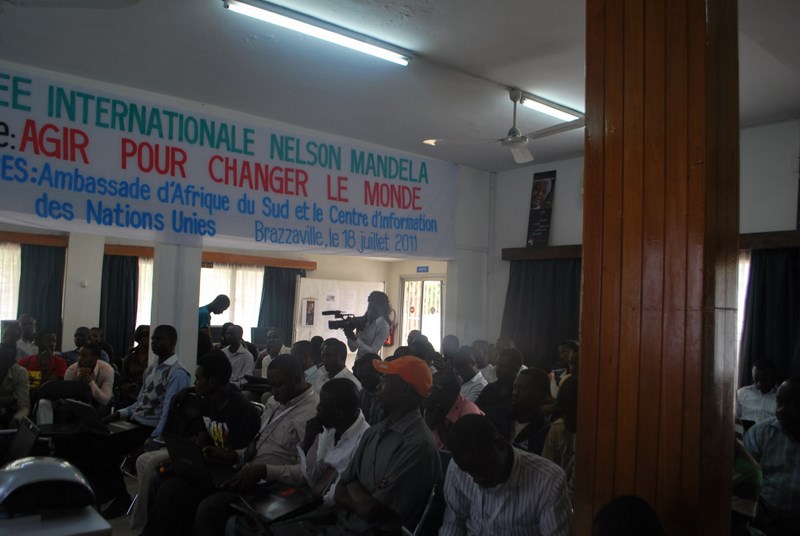 EE INTERNATIONALE NELSON MANDELA
e: AGIR POUR CHANGER LE MONDE
ES: Ambassade d'Afrique du Sud et le Centre d'information
des Nations Unies Brazzaville, le 18 juillet 2011